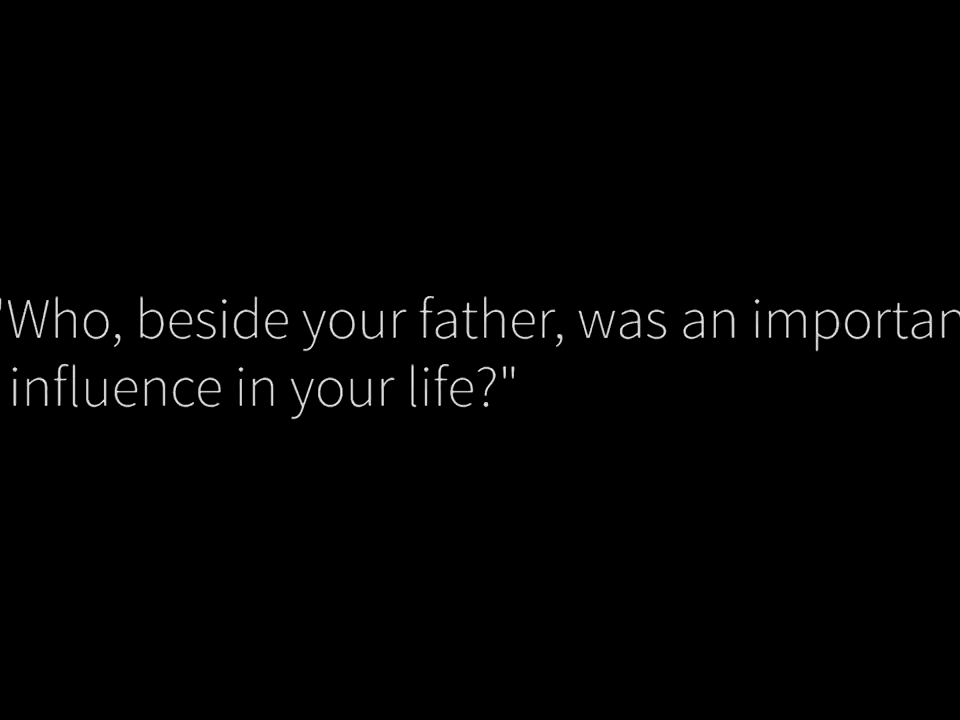 "Who, beside your father, was an importan
influence in your life?"